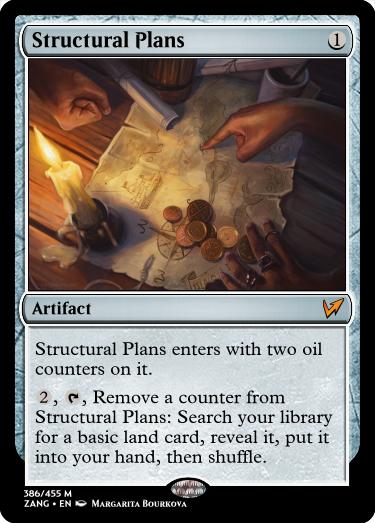 Structural Plans 1
Artifact
Structural Plans enters with two oil
counters on it.
2, , Remove a counter from
Structural Plans: Search your library
for a basic land card, reveal it, put it
into your hand, then shuffle.
386/455 M
ZANG • EN Margarita Bourkova